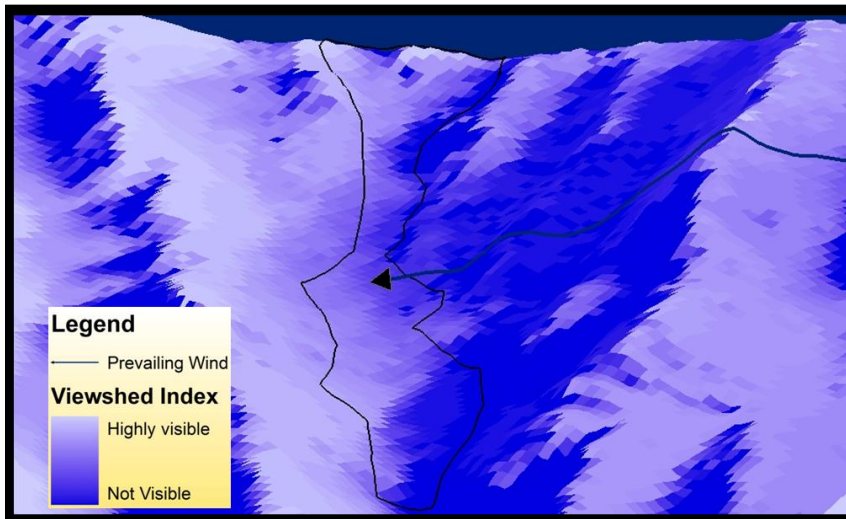 Legend
Prevailing Wind
Viewshed Index
Highly visible
Not Visible